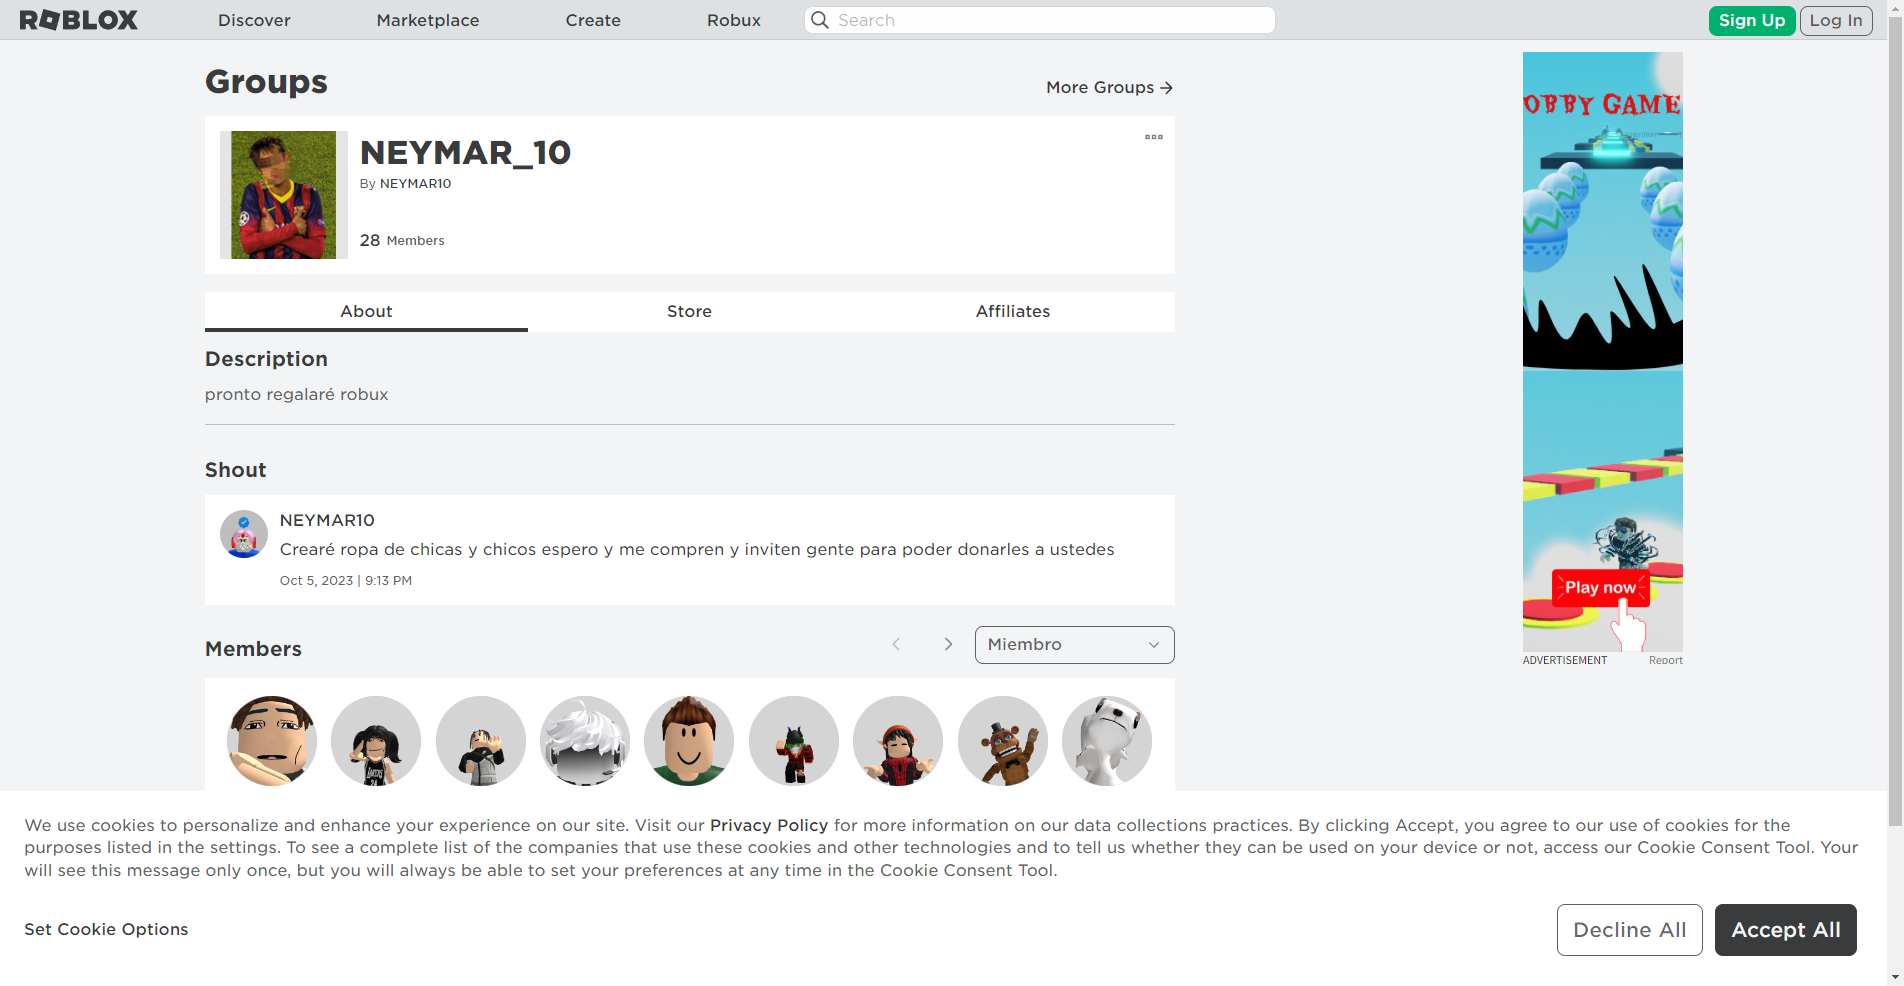 ROBLOX
Discover
Marketplace
Create
Robux
Search
Sign Up
Log In
Groups
More Groups
NEYMAR_10
By NEYMAR10
28 Members
About
Store
Affiliates
Description
pronto regalaré robux
Shout
NEYMAR10
Crearé ropa de chicas y chicos espero y me compren y inviten gente para poder donarles a ustedes
Oct 5, 2023 | 9:13 PM
Members
Miembro
OBBY GAME
Play now
ADVERTISEMENT
Report
We use cookies to personalize and enhance your experience on our site. Visit our Privacy Policy for more information on our data collections practices. By clicking Accept, you agree to our use of cookies for the
purposes listed in the settings. To see a complete list of the companies that use these cookies and other technologies and to tell us whether they can be used on your device or not, access our Cookie Consent Tool. Your
will see this message only once, but you will always be able to set your preferences at any time in the Cookie Consent Tool.
Set Cookie Options
Decline All
Accept All